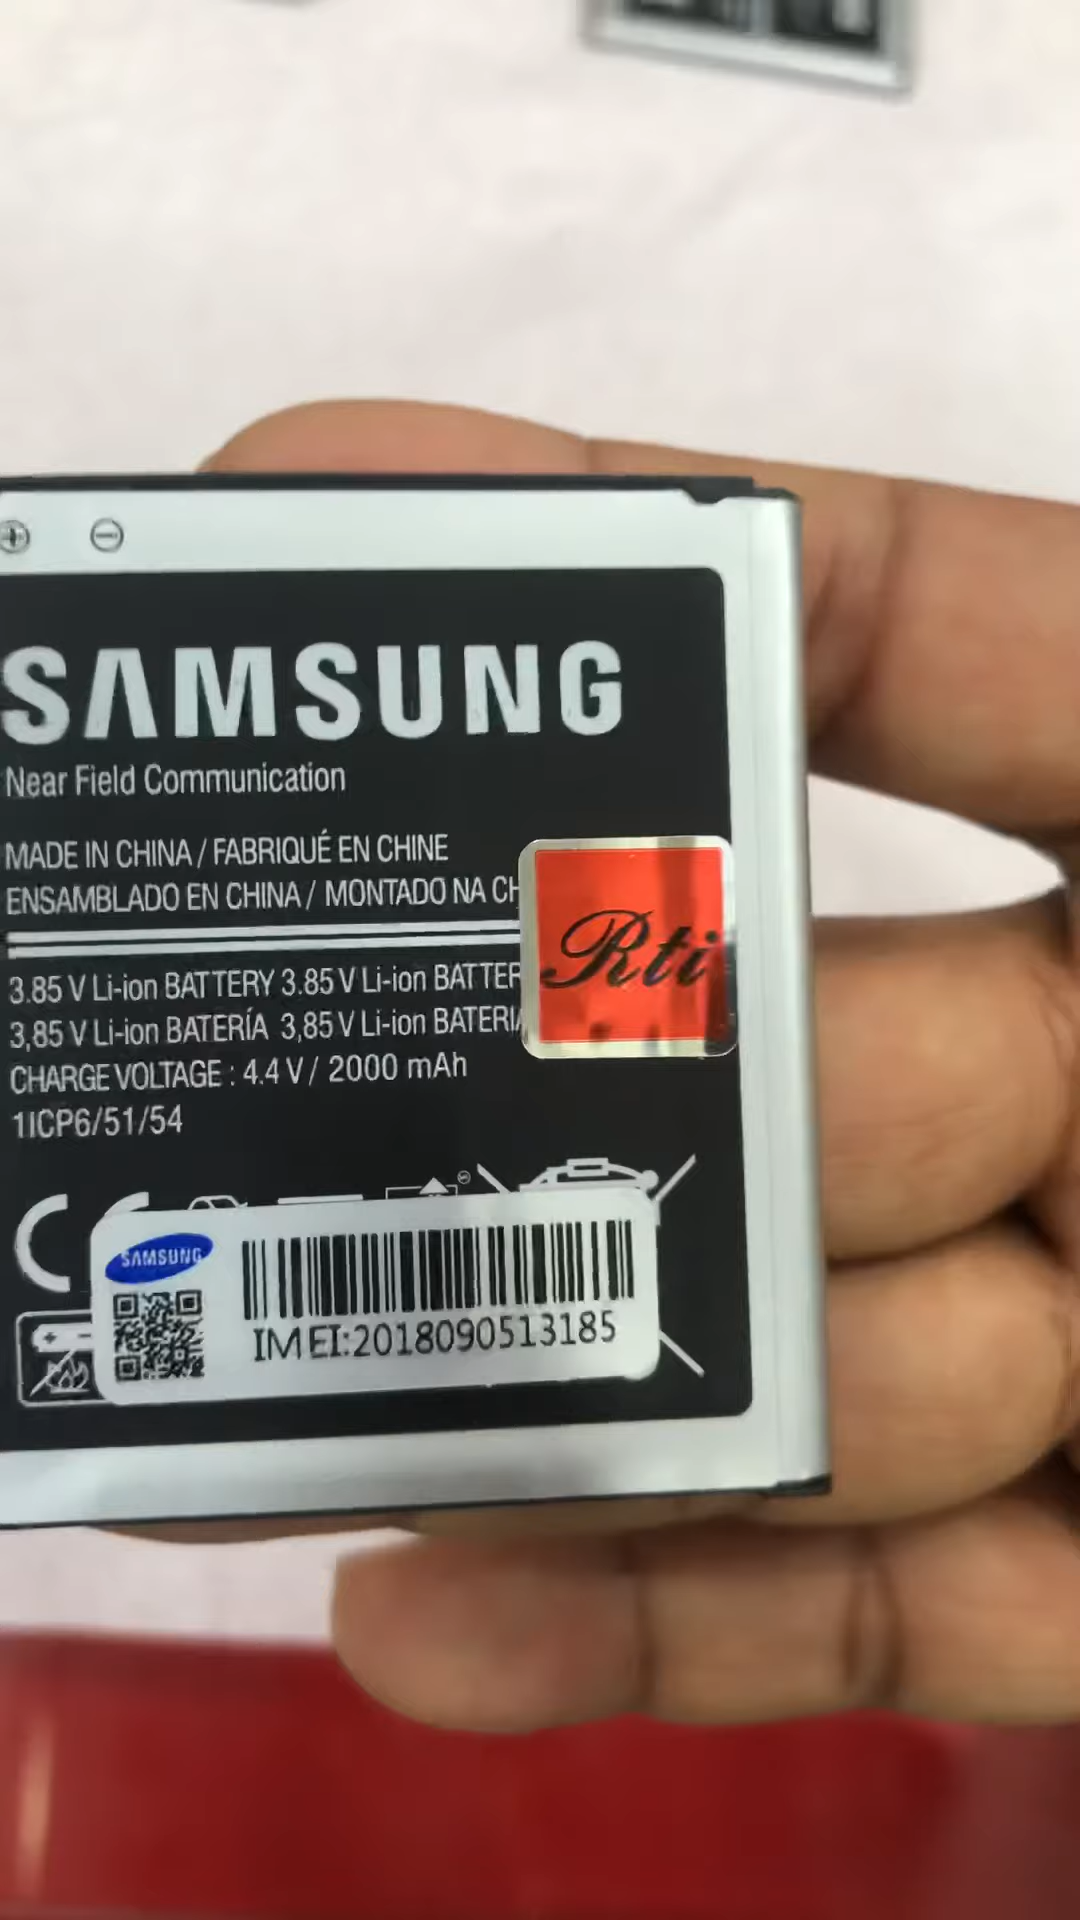 SAMSUNG
Near Field Communication
MADE IN CHINA / FABRIQUÉ EN CHINE
ENSAMBLADO EN CHINA / MONTADO NA CH
3.85 V Li-ion BATTERY 3.85 V Li-ion BATTER
3,85 V Li-ion BATERÍA 3,85 V Li-ion BATERI
Rti
CHARGE VOLTAGE : 4.4 V / 2000 mAh
1ICP6/51/54
SAMSUNG
IMEI:2018090513185